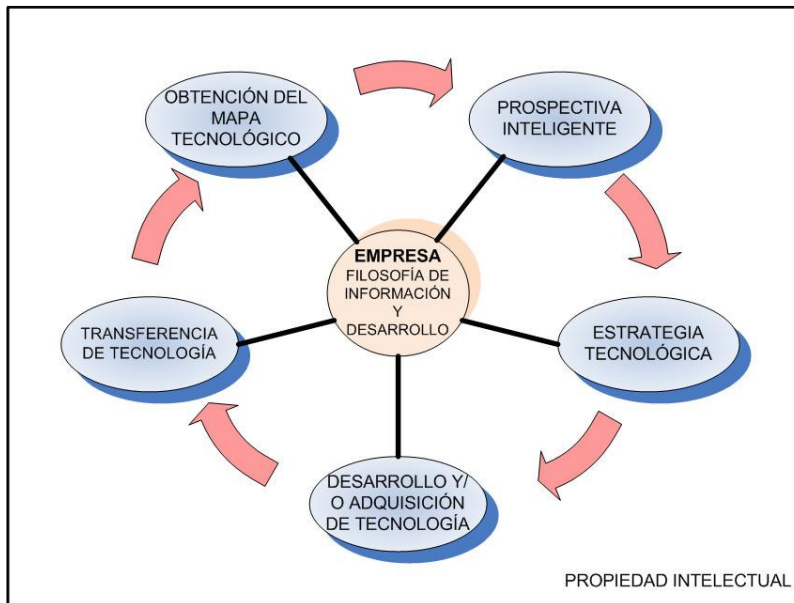 OBTENCIÓN DEL
MAPA
TECNOLÓGICO
PROSPECTIVA
INTELIGENTE
EMPRESA
FILOSOFÍA DE
INFORMACIÓN
Y
DESARROLLO
TRANSFERENCIA
DE TECNOLOGÍA
ESTRATEGIA
TECNOLÓGICA
DESARROLLO Y/
O ADQUISICIÓN
DE TECNOLOGÍA
PROPIEDAD INTELECTUAL